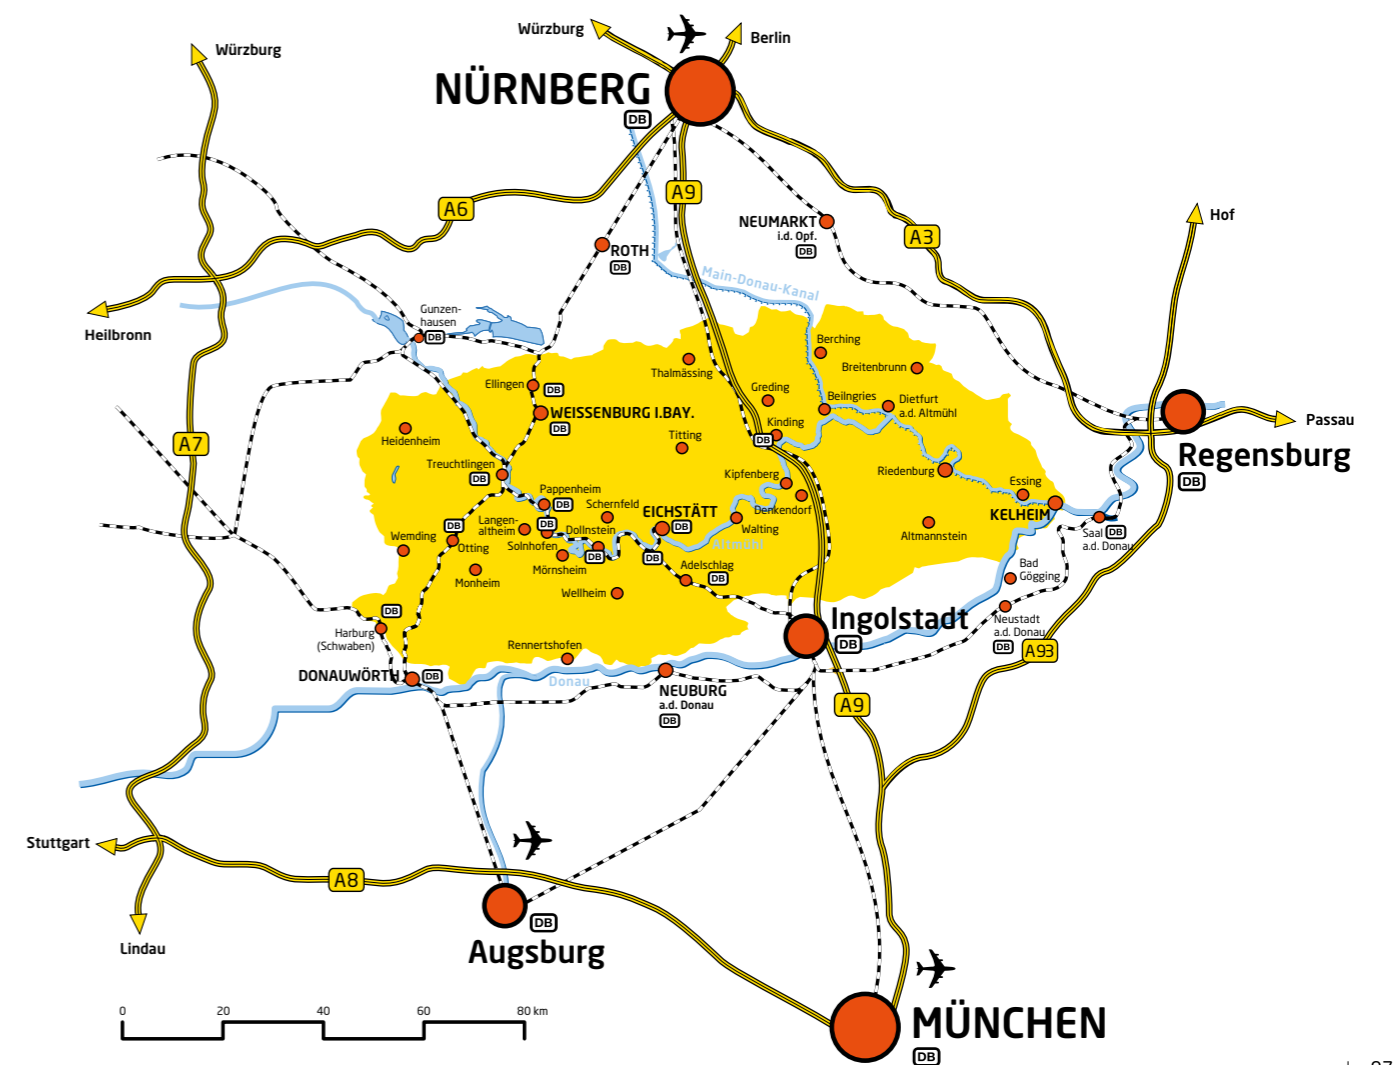 Würzburg
Berlin
Würzburg
NÜRNBERG
DB
A6
A9
A3
NEUMARKT
i.d. Opf.
DB
Hof
ROTH
DB
Main-Donau-Kanal
Heilbronn
Gunzen-
hausen
DB
Berching
Breitenbrunn
Thalmässing
Ellingen
DB
Greding
Beilngries
Dietfurt
a.d. Altmühl
WEISSENBURG I.BAY.
DB
Passau
Regensburg
DB
A7
Heidenheim
Titting
Kinding
DB
Treuchtlingen
DB
Kipfenberg
Riedenburg
Denkendorf
Essing
KELHEIM
Pappenheim
DB
Schernfeld
EICHSTÄTT
DB
Langen-
altheim
DB
Dollnstein
DB
Walting
Altmühl
Altmannstein
Saal
a.d. Donau
DB
Wemding
DB
Otting
Solnhofen
Mörnsheim
DB
Adelschlag
DB
Bad
Gögging
Monheim
Wellheim
DB
Harburg
(Schwaben)
Ingolstadt
DB
Neustadt
a.d. Donau
DB
Rennertshofen
A93
DONAUWÖRTH
DB
Donau
NEUBURG
a.d. Donau
DB
A9
Stuttgart
A8
DB
Augsburg
Lindau
0
20
40
60
80 km
MÜNCHEN
DB